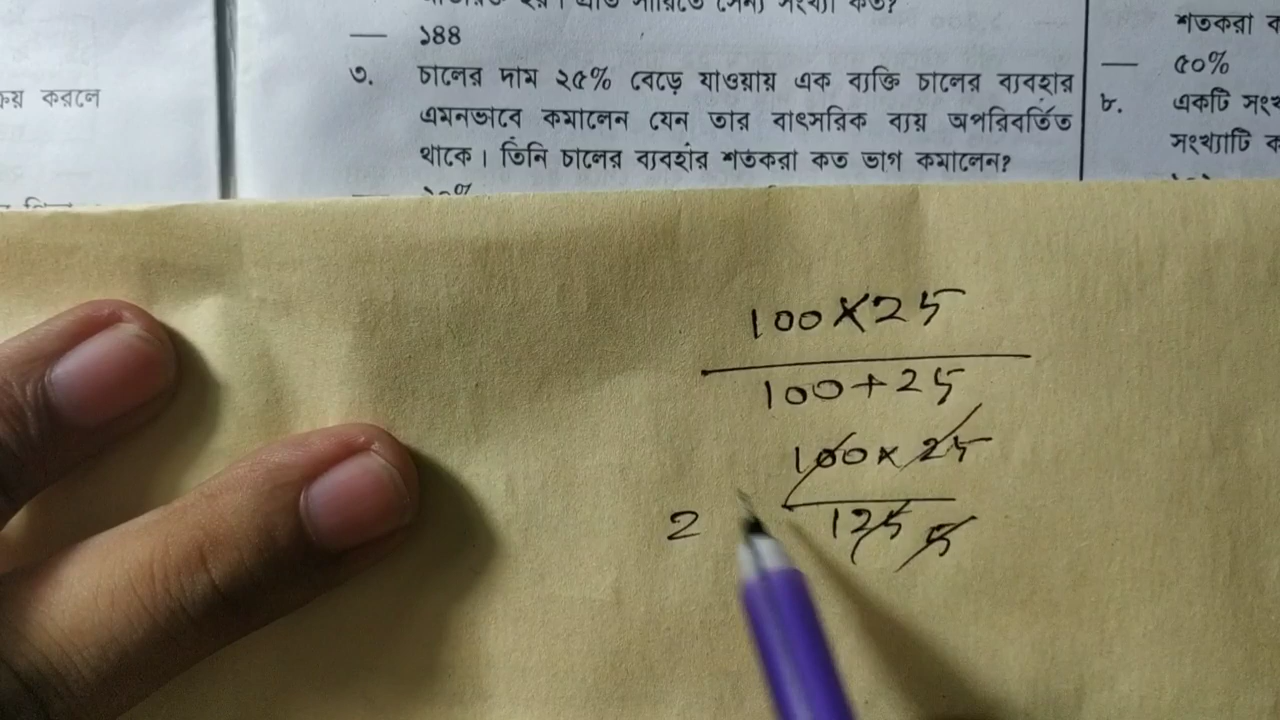 — ১৪৪
৩. চালের দাম ২৫% বেড়ে যাওয়ায় এক ব্যক্তি চালের ব্যবহার
এমনভাবে কমালেন যেন তার বাৎসরিক ব্যয় অপরিবর্তিত
থাকে। তিনি চালের ব্যবহার শতকরা কত ভাগ কমালেন?
করলে
শতকরা
— ৫০%
৮. একটি
সংখ্যাটি
100×25
100+25
100×25
2 125 5